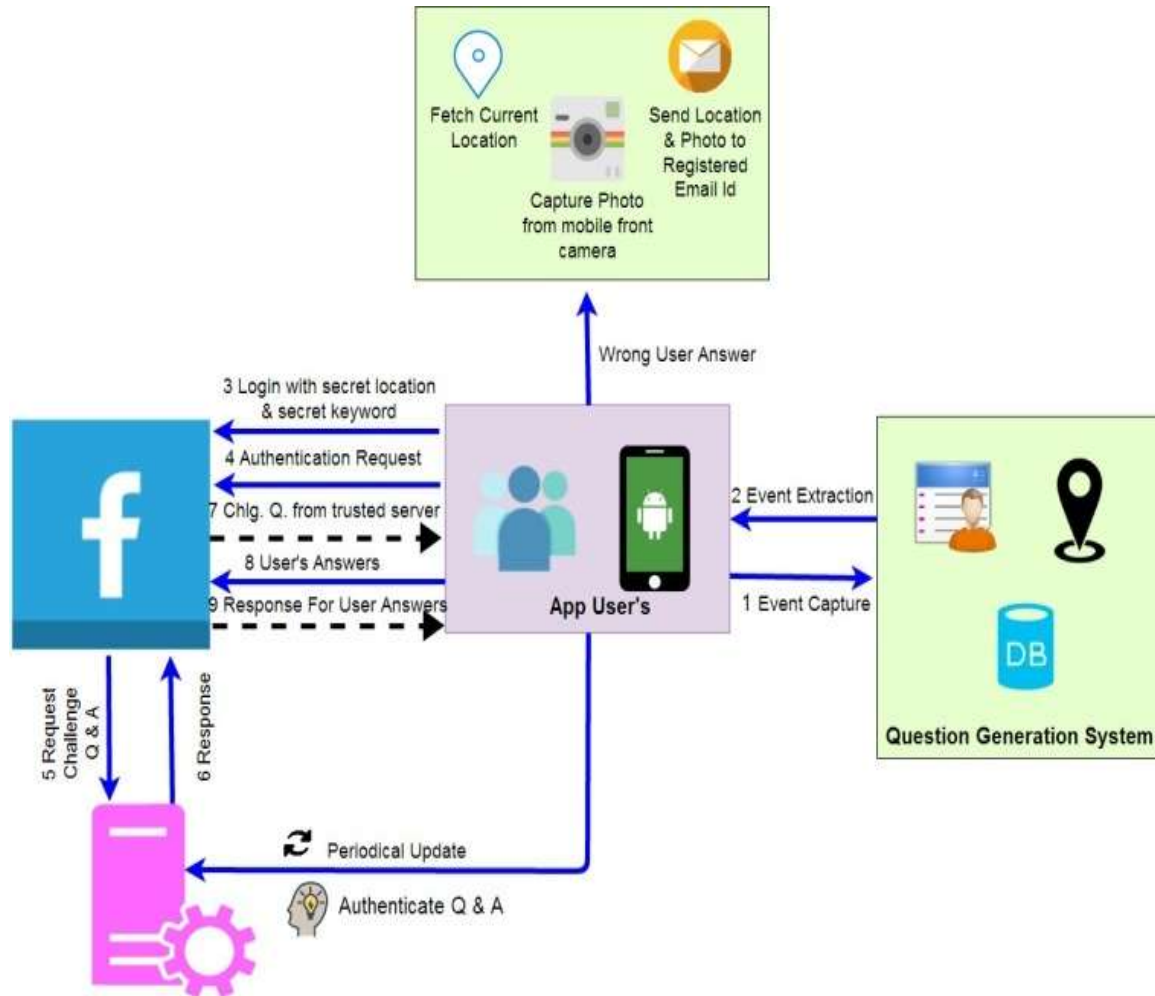 Fetch Current
Location
Send Location
& Photo to
Registered
Email Id
Capture Photo
from mobile front
camera
Wrong User Answer
3 Login with secret location
& secret keyword
4 Authentication Request
7 Chlg. Q. from trusted server
8 User's Answers
9 Response For User Answers
App User's
2 Event Extraction
1 Event Capture
DB
Question Generation System
5 Request
Challenge
Q & A
6 Response
Periodical Update
Authenticate Q & A